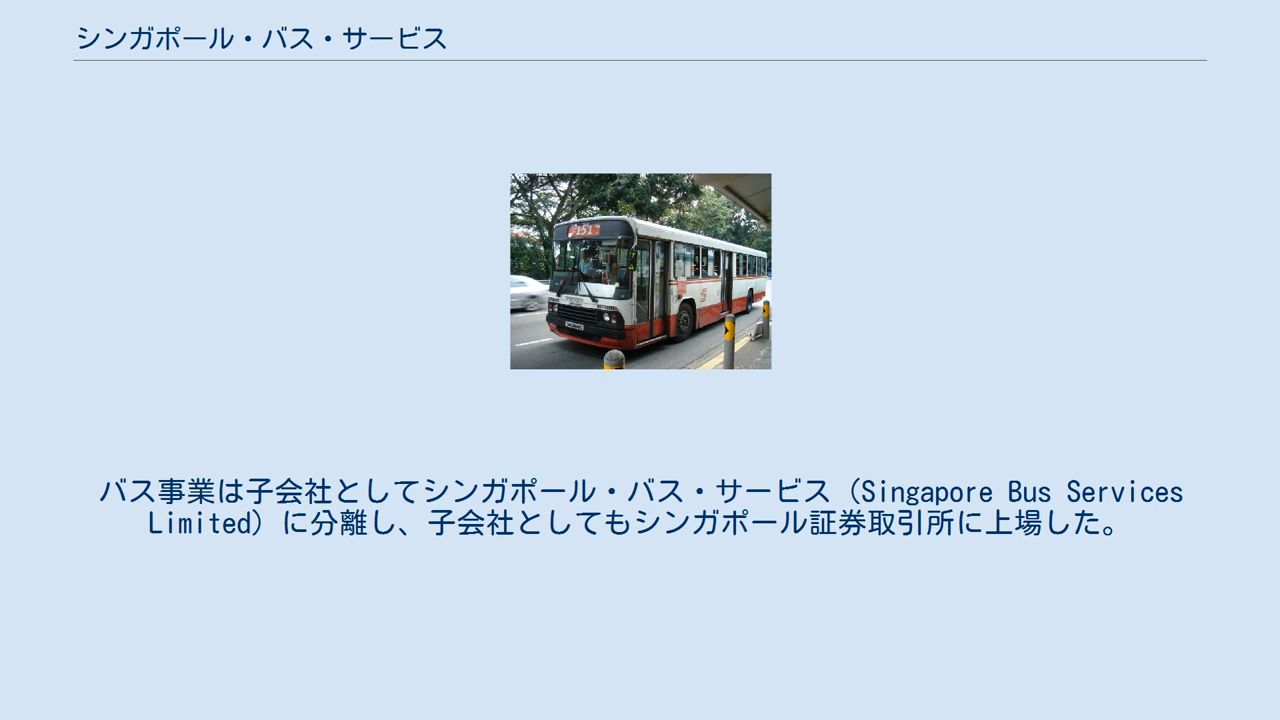 シンガポール・バス・サービス
151
バス事業は子会社としてシンガポール・バス・サービス（Singapore Bus Services
Limited）に分離し、子会社としてもシンガポール証券取引所に上場した。